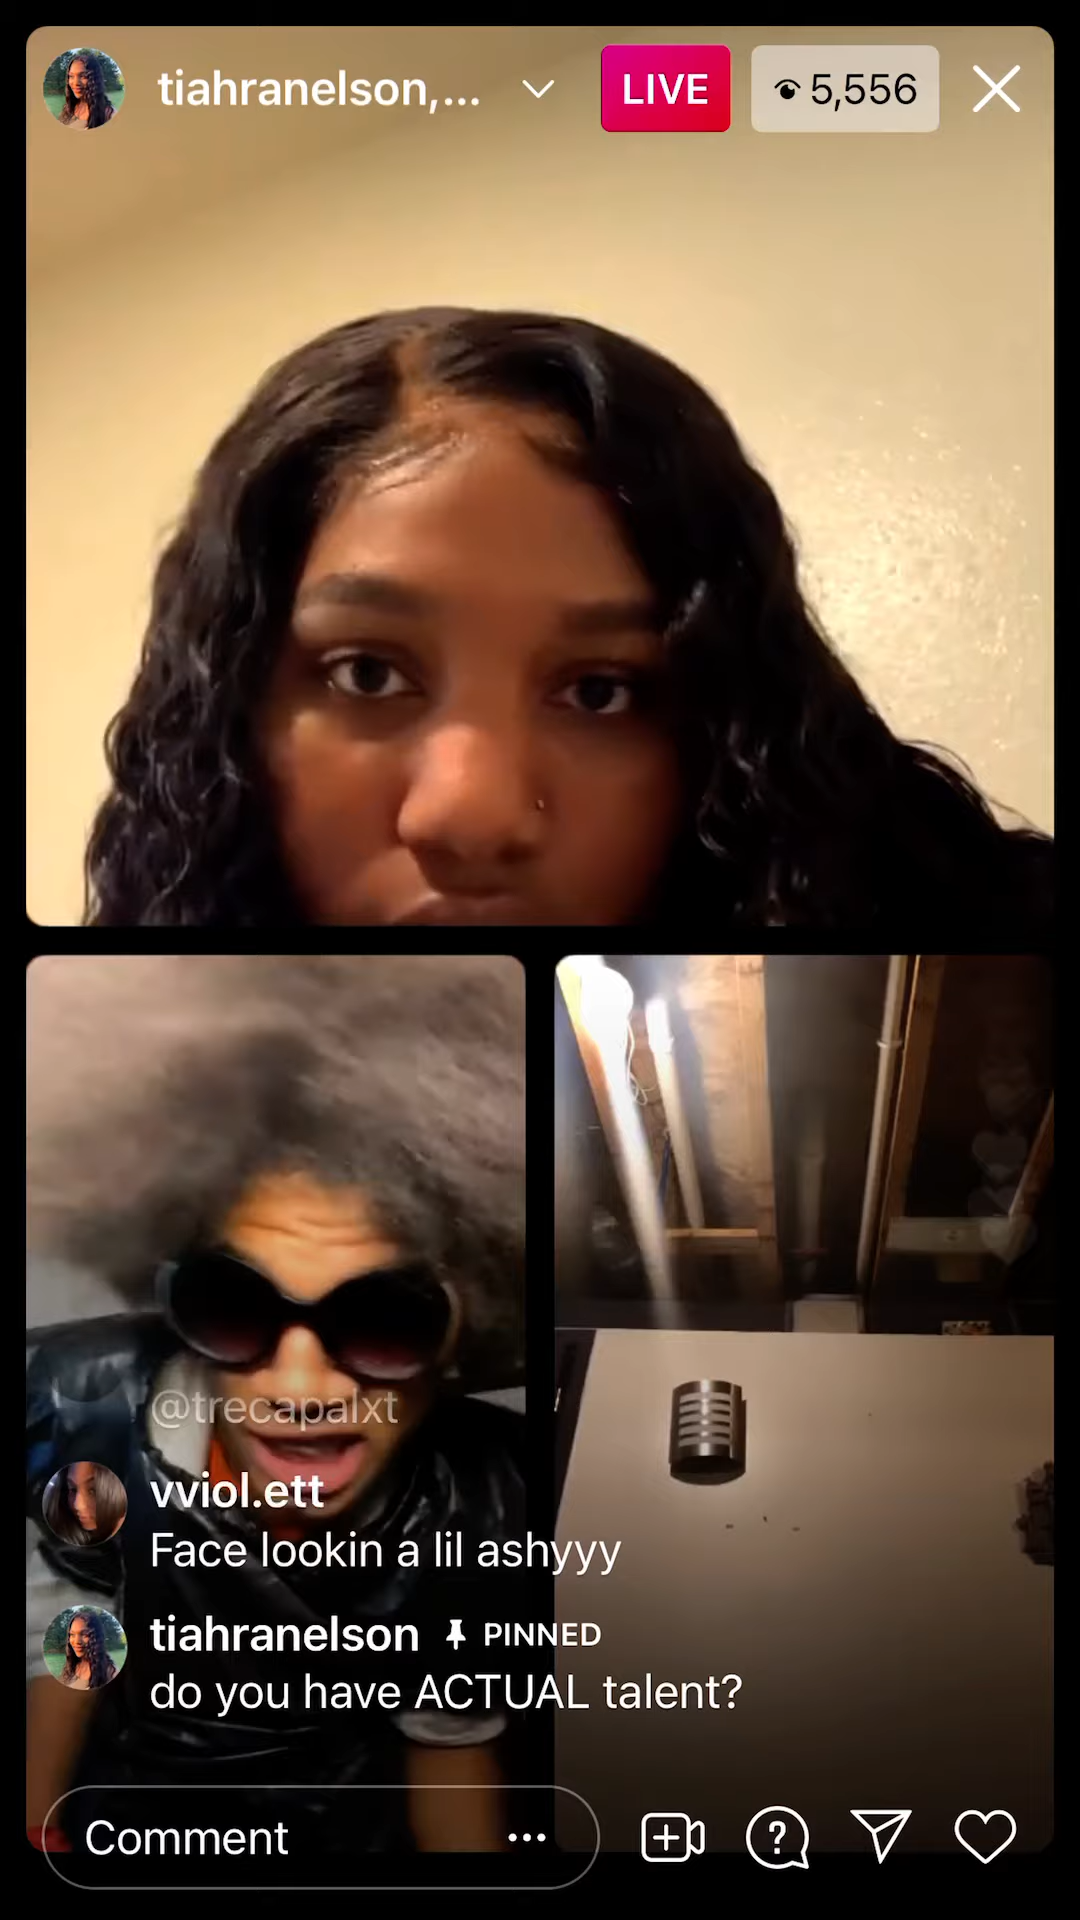 tiahranelson,...
LIVE
5,556
@trecapalxt
vviol.ett
Face lookin a lil ashyyy
tiahranelson PINNED
do you have ACTUAL talent?
Comment